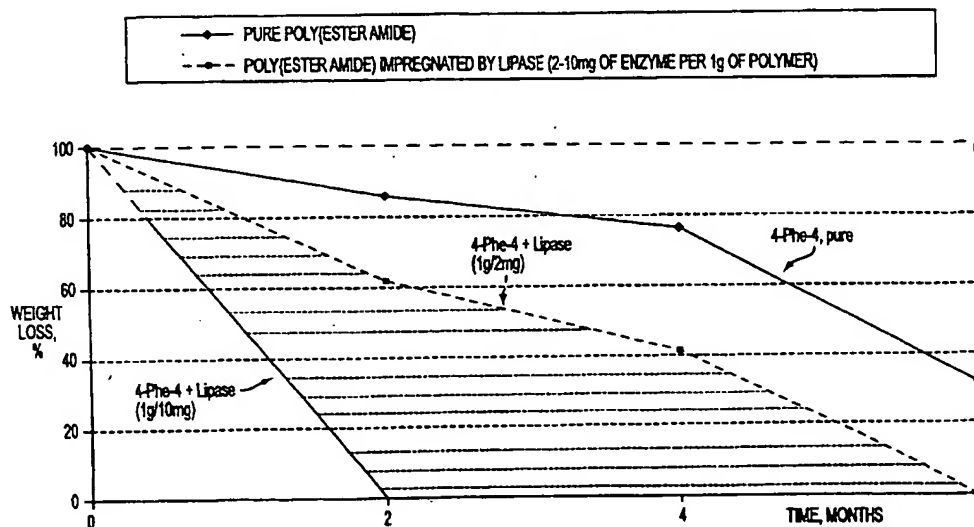 PURE POLY(ESTER AMIDE)
POLY(ESTER AMIDE) IMPREGNATED BY LIPASE (2-10mg OF ENZYME PER 1g OF POLYMER)
100
80
60
40
20
0
WEIGHT
LOSS,
%
4-Phe-4, pure
4-Phe-4 + Lipase
(1g/2mg)
4-Phe-4 + Lipase
(1g/10mg)
0
2
4
TIME, MONTHS